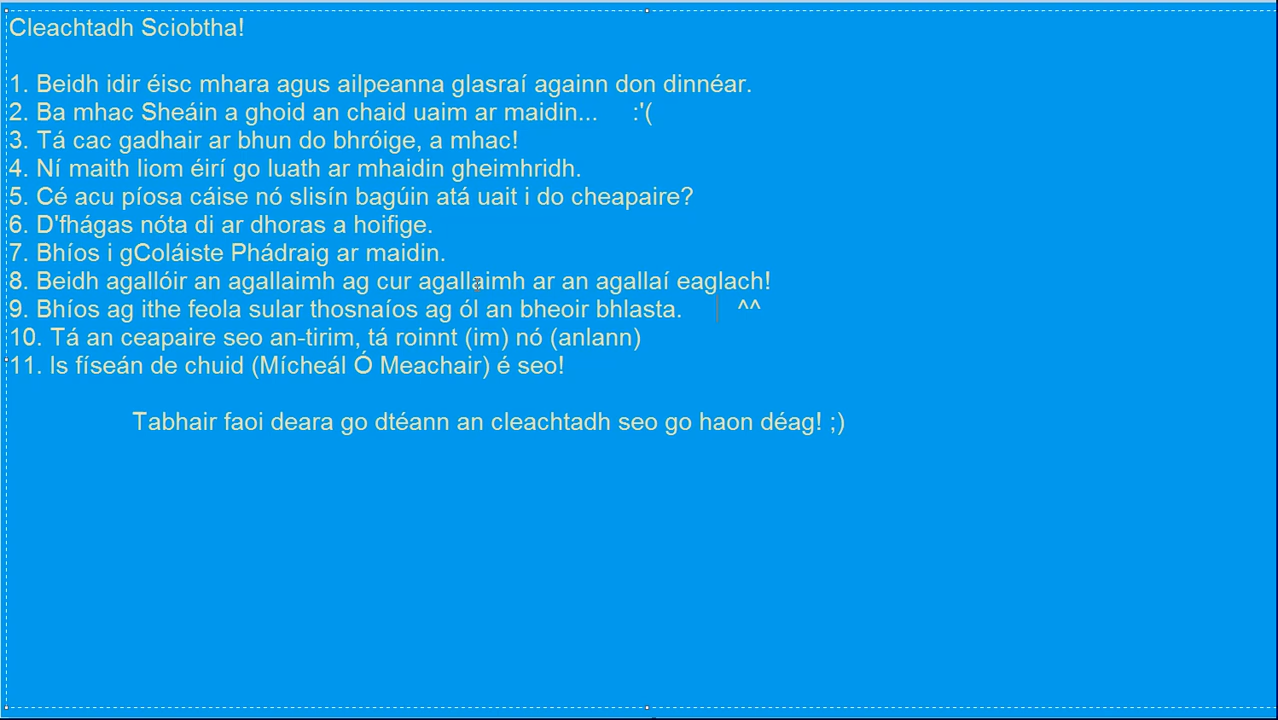 Cleachtadh Sciobtha!
1. Beidh idir éisc mhara agus ailpeanna glasraí againn don dinnéar.
2. Ba mhac Sheáin a ghoid an chaid uaim ar maidin... :'(
3. Tá cac gadhair ar bhun do bhróige, a mhac!
4. Ní maith liom éirí go luath ar mhaidin gheimhridh.
5. Cé acu píosa cáise nó slisín bagúin atá uait i do cheapaire?
6. D'fhágas nóta di ar dhoras a hoifige.
7. Bhíos i gColáiste Phádraig ar maidin.
8. Beidh agallóir an agallaimh ag cur agallaimh ar an agallaí eaglach!
9. Bhíos ag ithe feola sular thosnaíos ag ól an bheoir bhlasta. ^^
10. Tá an ceapaire seo an-tirim, tá roinnt (im) nó (anlann)
11. Is físeán de chuid (Mícheál Ó Meachair) é seo!
Tabhair faoi deara go dtéann an cleachtadh seo go haon déag! ;)